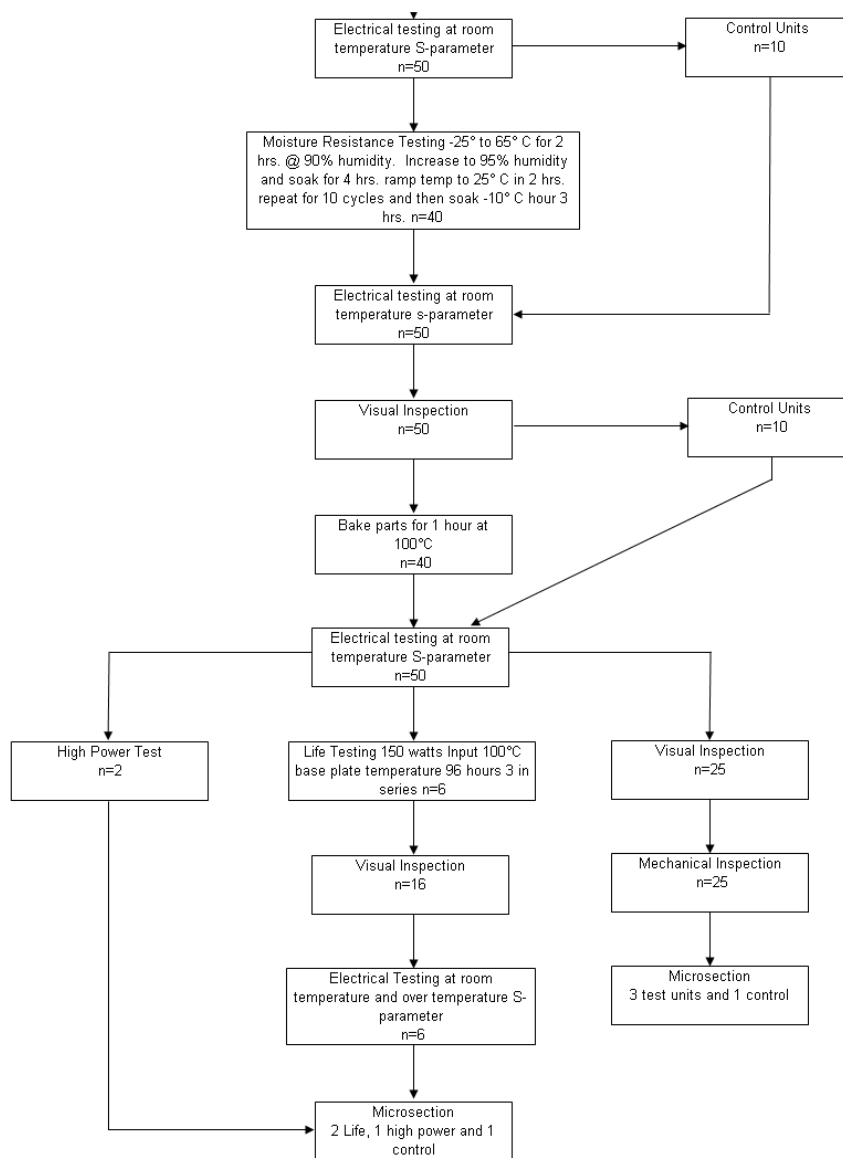 Electrical testing at room
temperature S-parameter
n=50
Control Units
n=10
Moisture Resistance Testing -25° to 65° C for 2
hrs. @ 90% humidity.  Increase to 95% humidity
and soak for 4 hrs. ramp temp to 25° C in 2 hrs.
repeat for 10 cycles and then soak -10° C hour 3
hrs. n=40
Electrical testing at room
temperature s-parameter
n=50
Visual Inspection
n=50
Control Units
n=10
Bake parts for 1 hour at
100°C
n=40
Electrical testing at room
temperature S-parameter
n=50
High Power Test
n=2
Life Testing 150 watts Input 100°C
base plate temperature 96 hours 3 in
series n=6
Visual Inspection
n=25
Visual Inspection
n=16
Mechanical Inspection
n=25
Electrical Testing at room
temperature and over temperature S-
parameter
n=6
Microsection
3 test units and 1 control
Microsection
2 Life, 1 high power and 1
control